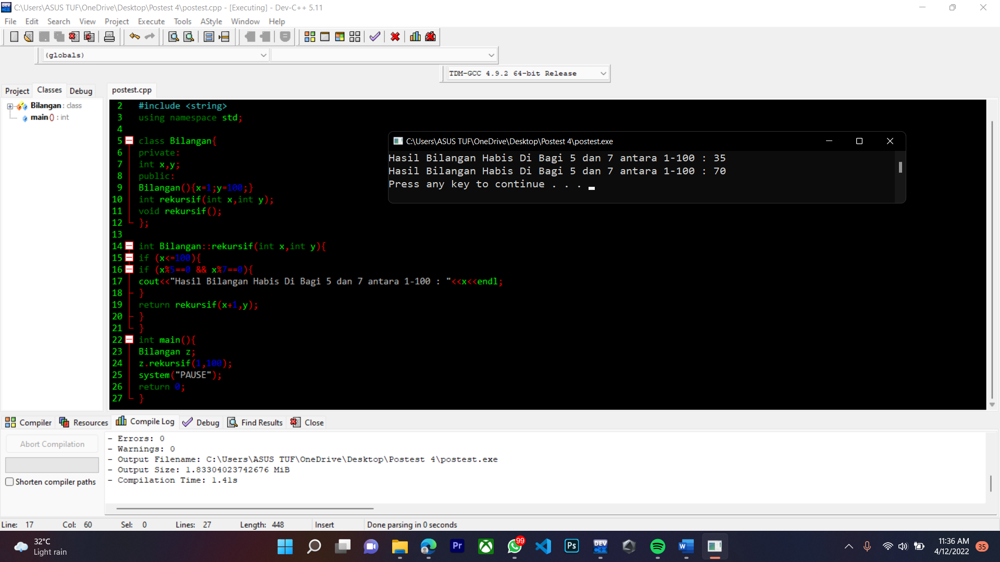 C:\Users\ASUS TUF\OneDrive\Desktop\Postest 4\postest.cpp - [Executing] - Dev-C++ 5.11
File Edit Search View Project Execute Tools AStyle Window Help
(globals)
TDM-GCC 4.9.2 64-bit Release
Project Classes Debug
postest.cpp
Bilangan : class
main () : int
2 #include <string>
3 using namespace std;
4
5 class Bilangan{
6 private:
7 int x,y;
8 public:
9 Bilangan(){x=1;y=100;}
10 int rekursif(int x,int y);
11 void rekursif();
12 };
13
14 int Bilangan::rekursif(int x,int y){
15 if (x<=100){
16 if (x%5==0 && x%7==0){
17 cout<<"Hasil Bilangan Habis Di Bagi 5 dan 7 antara 1-100 : "<<x<<endl;
18 }
19 return rekursif(x+1,y);
20 }
21 }
22 int main(){
23 Bilangan z;
24 z.rekursif(1,100);
25 system("PAUSE");
26 return 0;
27 }
C:\Users\ASUS TUF\OneDrive\Desktop\Postest 4\postest.exe
Hasil Bilangan Habis Di Bagi 5 dan 7 antara 1-100 : 35
Hasil Bilangan Habis Di Bagi 5 dan 7 antara 1-100 : 70
Press any key to continue . . .
Compiler Resources Compile Log Debug Find Results Close
Abort Compilation
Shorten compiler paths
- Errors: 0
- Warnings: 0
- Output Filename: C:\Users\ASUS TUF\OneDrive\Desktop\Postest 4\postest.exe
- Output Size: 1.83304023742676 MiB
- Compilation Time: 1.41s
Line: 17 Col: 60 Sel: 0 Lines: 27 Length: 448 Insert Done parsing in 0 seconds
32°C
Light rain
Pr
99
Ps
DEV
W
11:36 AM
4/12/2022
35